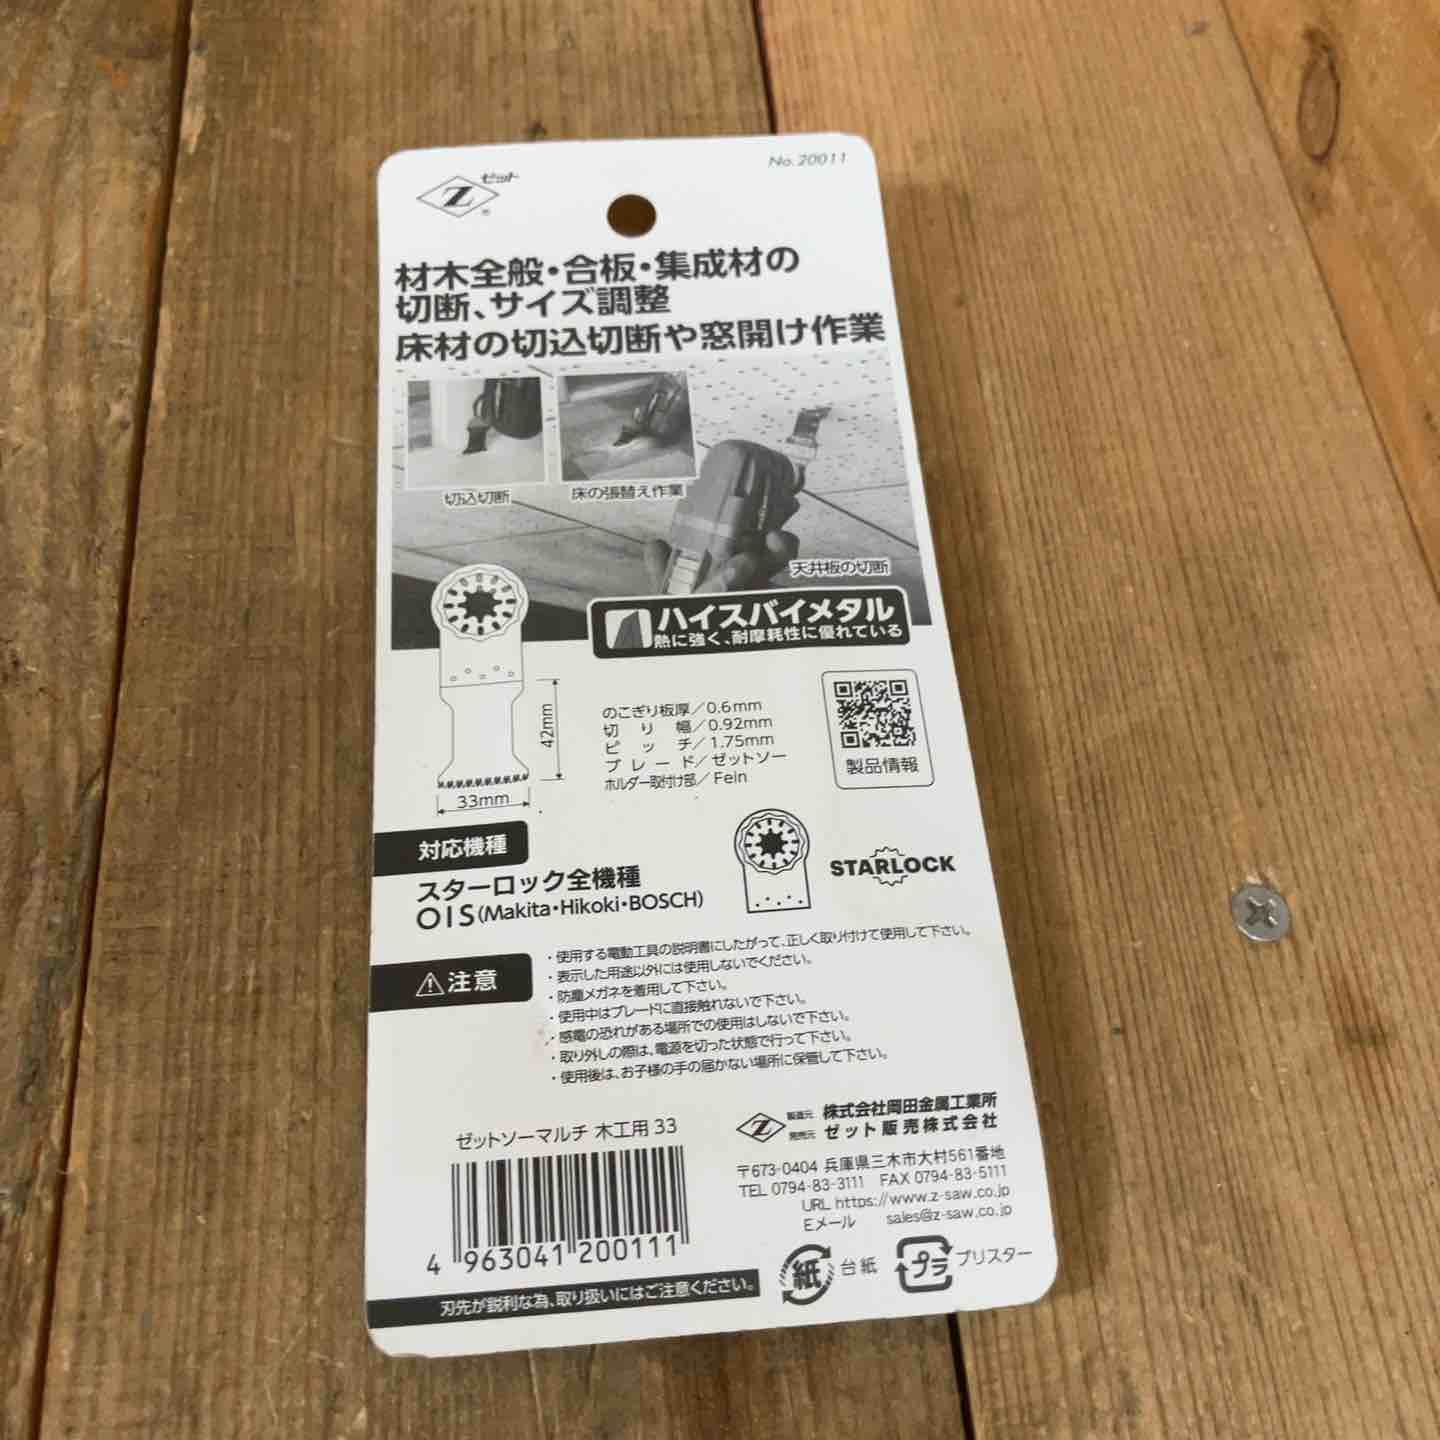 No.20011
ゼット
Z
®
材木全般・合板・集成材の
切断、サイズ調整
床材の切込切断や窓開け作業
切込切断
床の張替え作業
天井板の切断
ハイスバイメタル
熱に強く、耐摩耗性に優れている
42mm
33mm
のこぎり板厚／0.6mm
切り幅／0.92mm
ピッチ／1.75mm
ブレード／ゼットソー
ホルダー取付け部／Fein
製品情報
対応機種
スターロック全機種
OIS(Makita・Hikoki・BOSCH)
STARLOCK
注意
・使用する電動工具の説明書にしたがって、正しく取り付けて使用して下さい。
・表示した用途以外には使用しないでください。
・防塵メガネを着用して下さい。
・使用中はブレードに直接触れないで下さい。
・感電の恐れがある場所での使用はしないで下さい。
・取り外しの際は、電源を切った状態で行って下さい。
・使用後は、お子様の手の届かない場所に保管して下さい。
ゼットソーマルチ 木工用 33
4 963041 200111
刃先が鋭利な為、取り扱いにはご注意ください。
Z
製造元 株式会社岡田金属工業所
発売元 ゼット販売株式会社
〒673-0404 兵庫県三木市大村561番地
TEL 0794-83-3111 FAX 0794-83-5111
URL https://www.z-saw.co.jp
Eメール sales@z-saw.co.jp
紙 台紙
プラ ブリスター